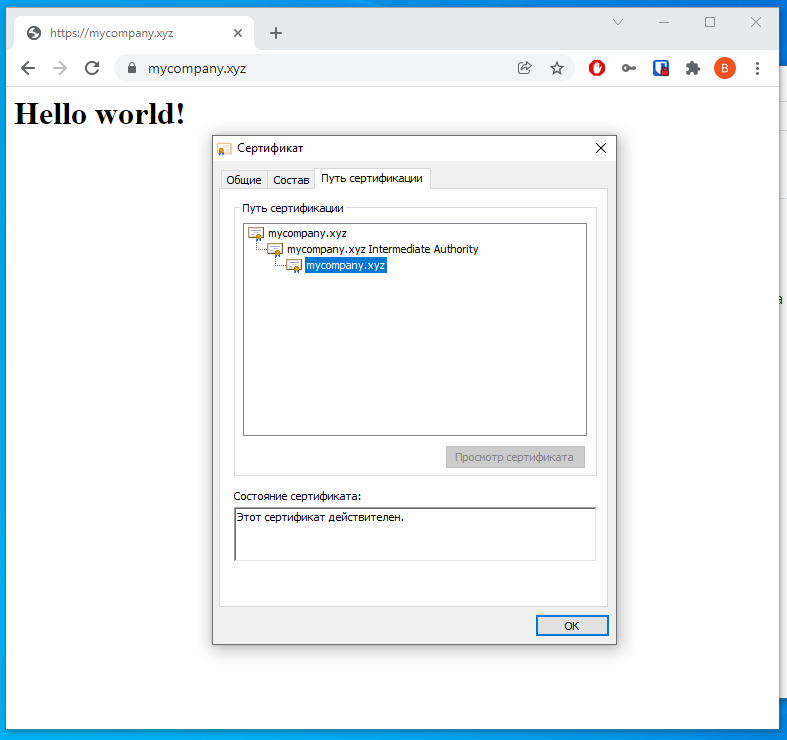 https://mycompany.xyz
mycompany.xyz
B
Hello world!
Сертификат
Общие Состав Путь сертификации
Путь сертификации
mycompany.xyz
mycompany.xyz Intermediate Authority
mycompany.xyz
Просмотр сертификата
Состояние сертификата:
Этот сертификат действителен.
OK